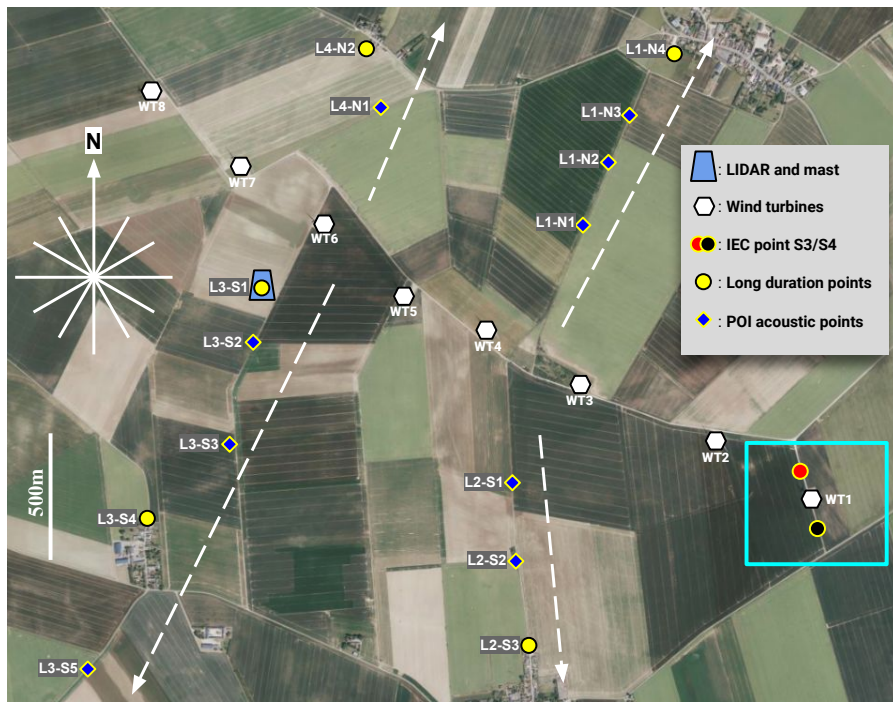 L4-N2
L1-N4
WT8
L4-N1
L1-N3
N
L1-N2
WT7
: LIDAR and mast
: Wind turbines
WT6
L1-N1
: IEC point S3/S4
L3-S1
: Long duration points
WT5
: POI acoustic points
L3-S2
WT4
WT3
L3-S3
WT2
500m
L2-S1
WT1
L3-S4
L2-S2
L2-S3
L3-S5